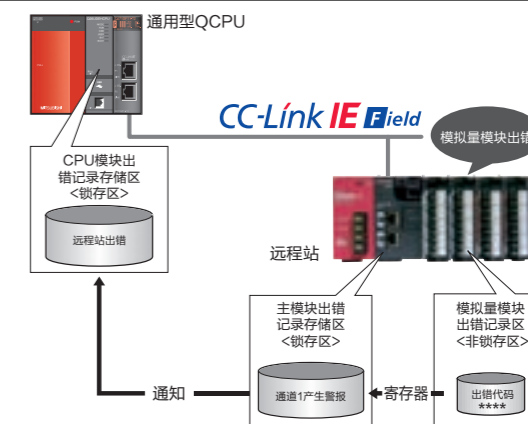 通用型QCPU
CC-Link IE Field
模拟量模块出错
CPU模块出
错记录存储区
<锁存区>
远程站出错
远程站
主模块出错
记录存储区
<锁存区>
模拟量模块
出错记录区
<非锁存区>
通知
通道1产生警报
寄存器
出错代码
****